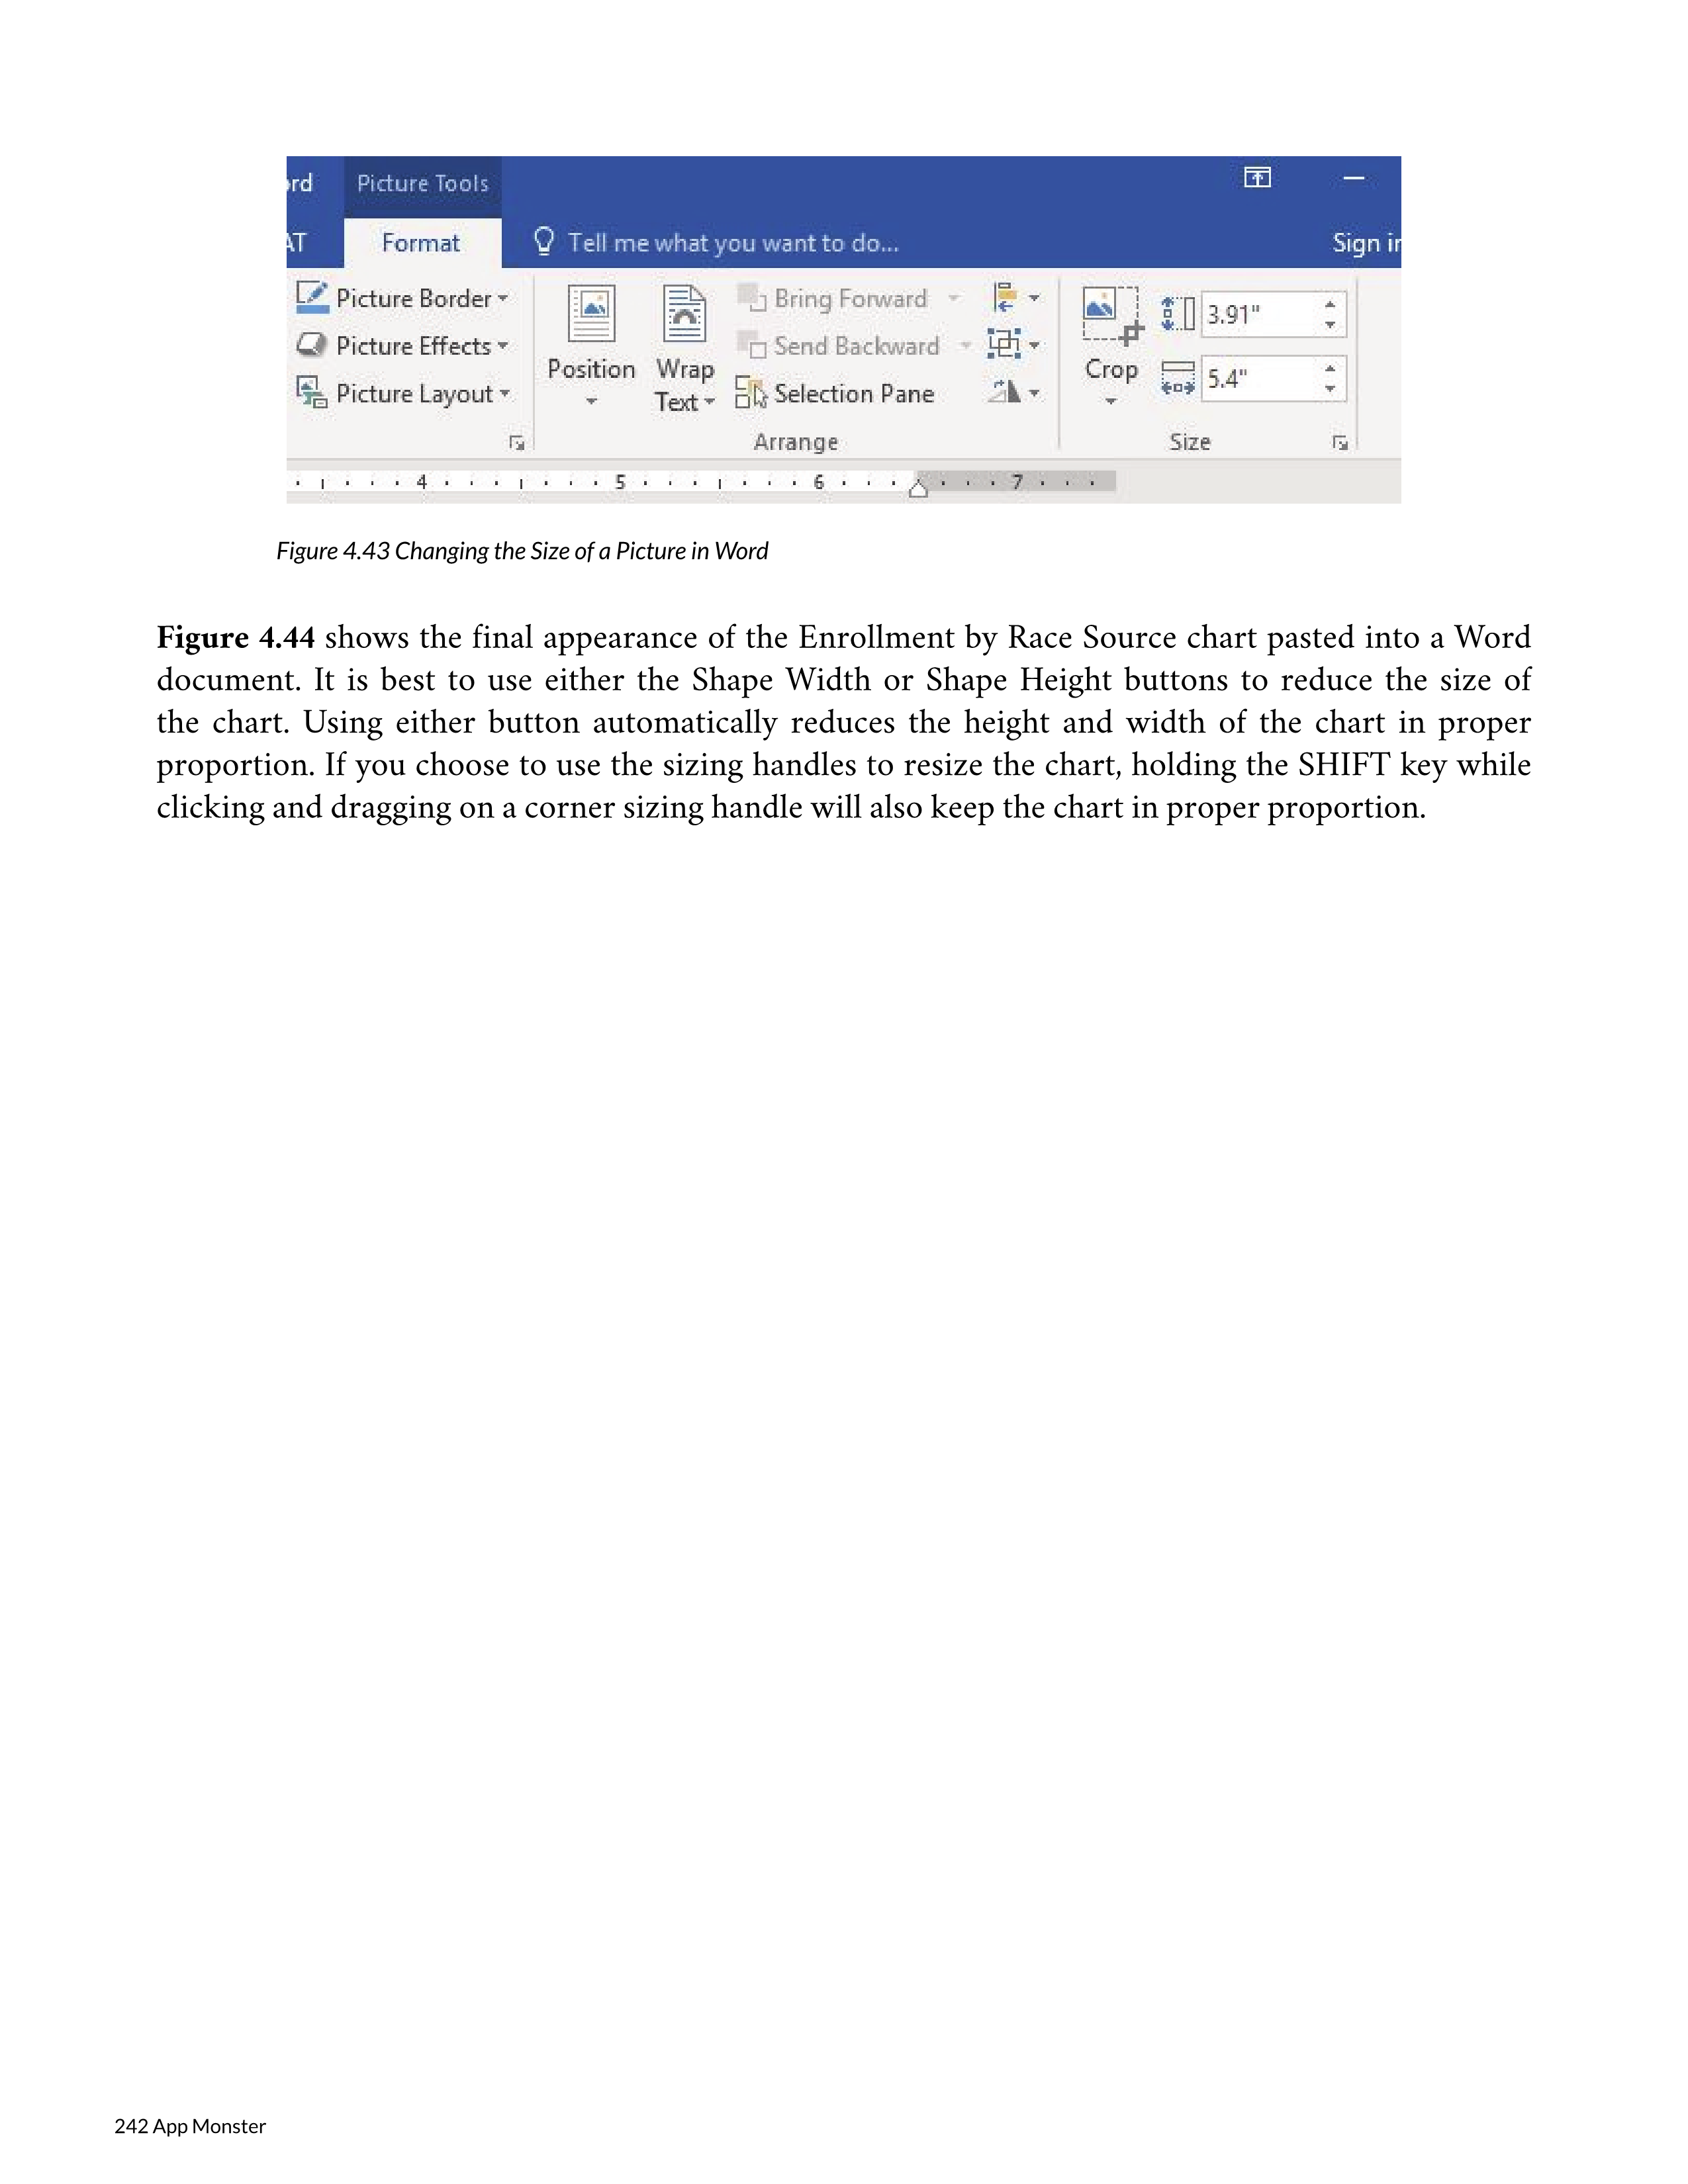 ord Picture Tools
AT Format Tell me what you want to do... Sign in
Picture Border
Picture Effects
Picture Layout
Position
Wrap
Text
Bring Forward
Send Backward
Selection Pane
Arrange
Crop
3.91"
5.4"
Size
4 5 6 7
Figure 4.43 Changing the Size of a Picture in Word
Figure 4.44 shows the final appearance of the Enrollment by Race Source chart pasted into a Word
document. It is best to use either the Shape Width or Shape Height buttons to reduce the size of
the chart. Using either button automatically reduces the height and width of the chart in proper
proportion. If you choose to use the sizing handles to resize the chart, holding the SHIFT key while
clicking and dragging on a corner sizing handle will also keep the chart in proper proportion.
242 App Monster